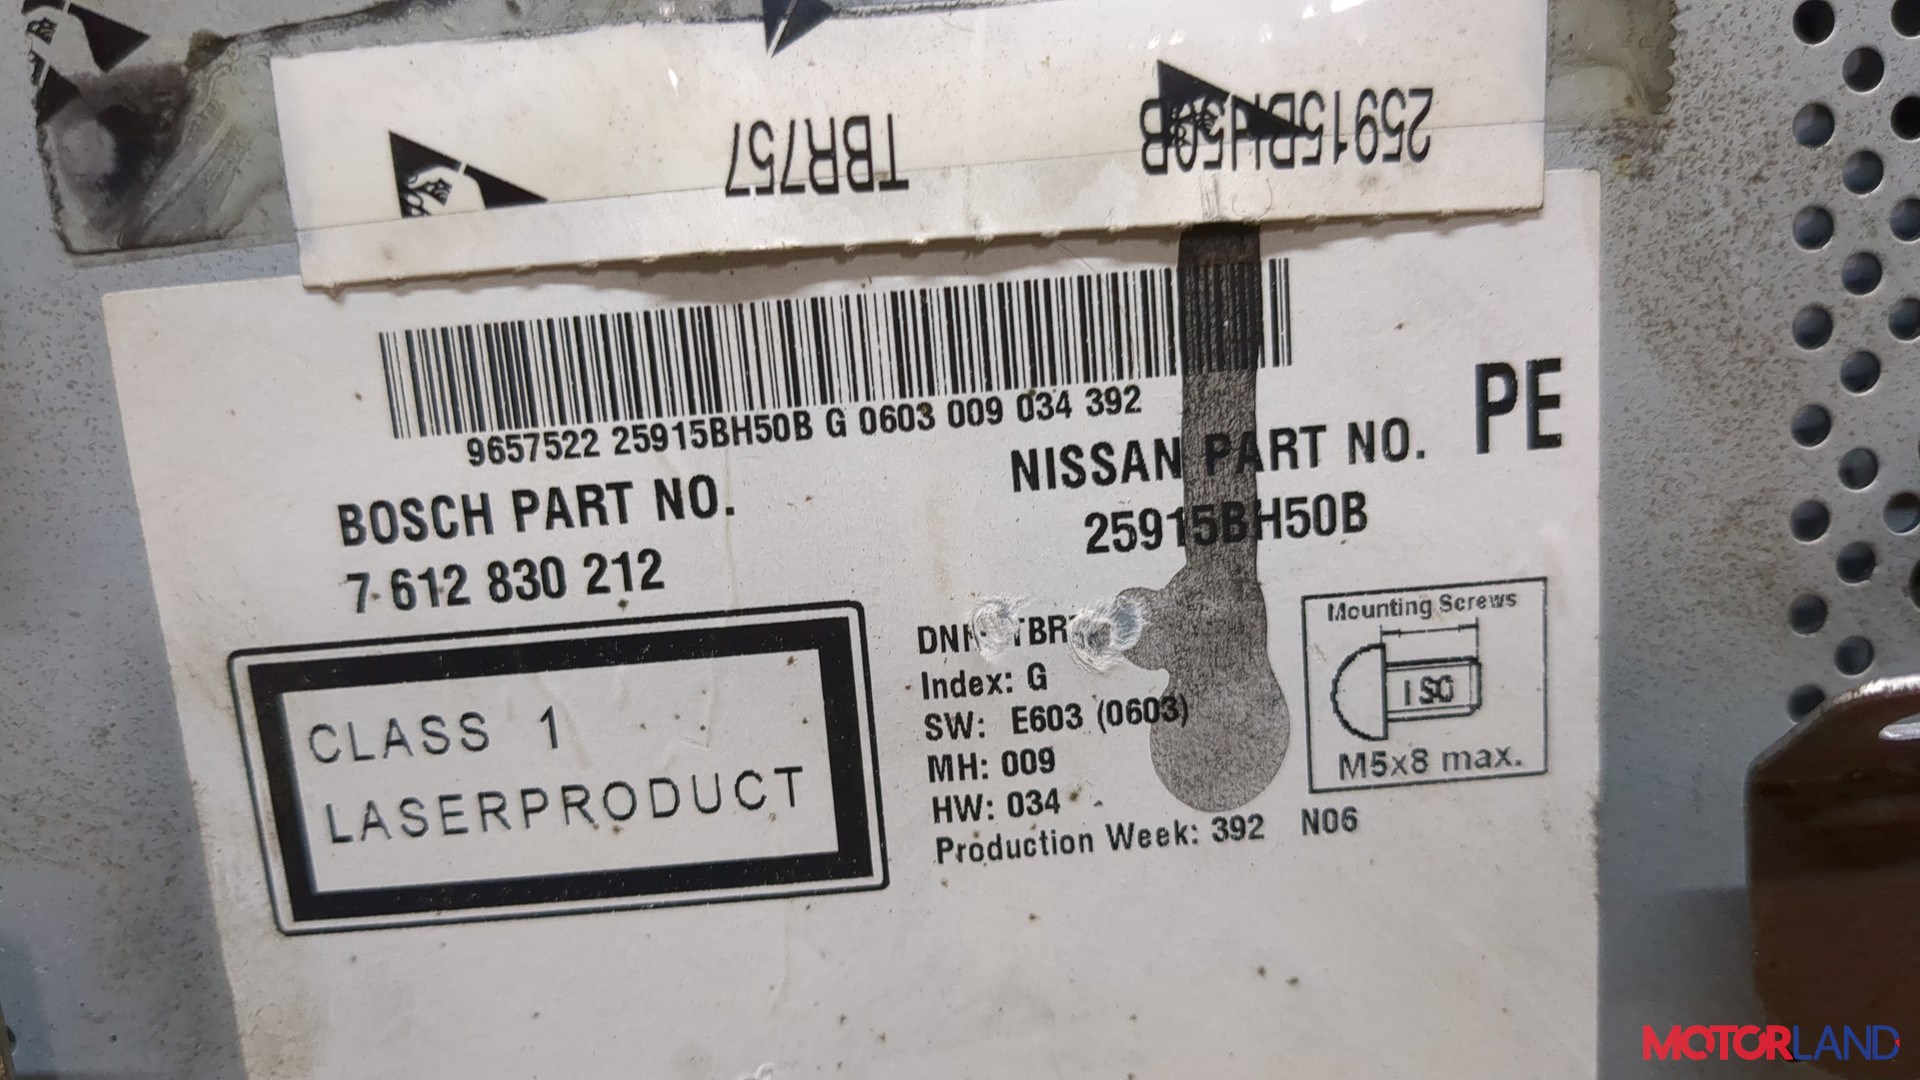 TBR757
25915BH50B
9657522 25915BH50B G 0603 009 034 392
PE
BOSCH PART NO.
7 612 830 212
NISSAN PART NO.
25915BH50B
CLASS 1
LASERPRODUCT
Index: G
SW: E603 (0603)
MH: 009
HW: 034
Production Week: 392 N06
Mounting Screws
ISO
M5x8 max.
MOTORLAND